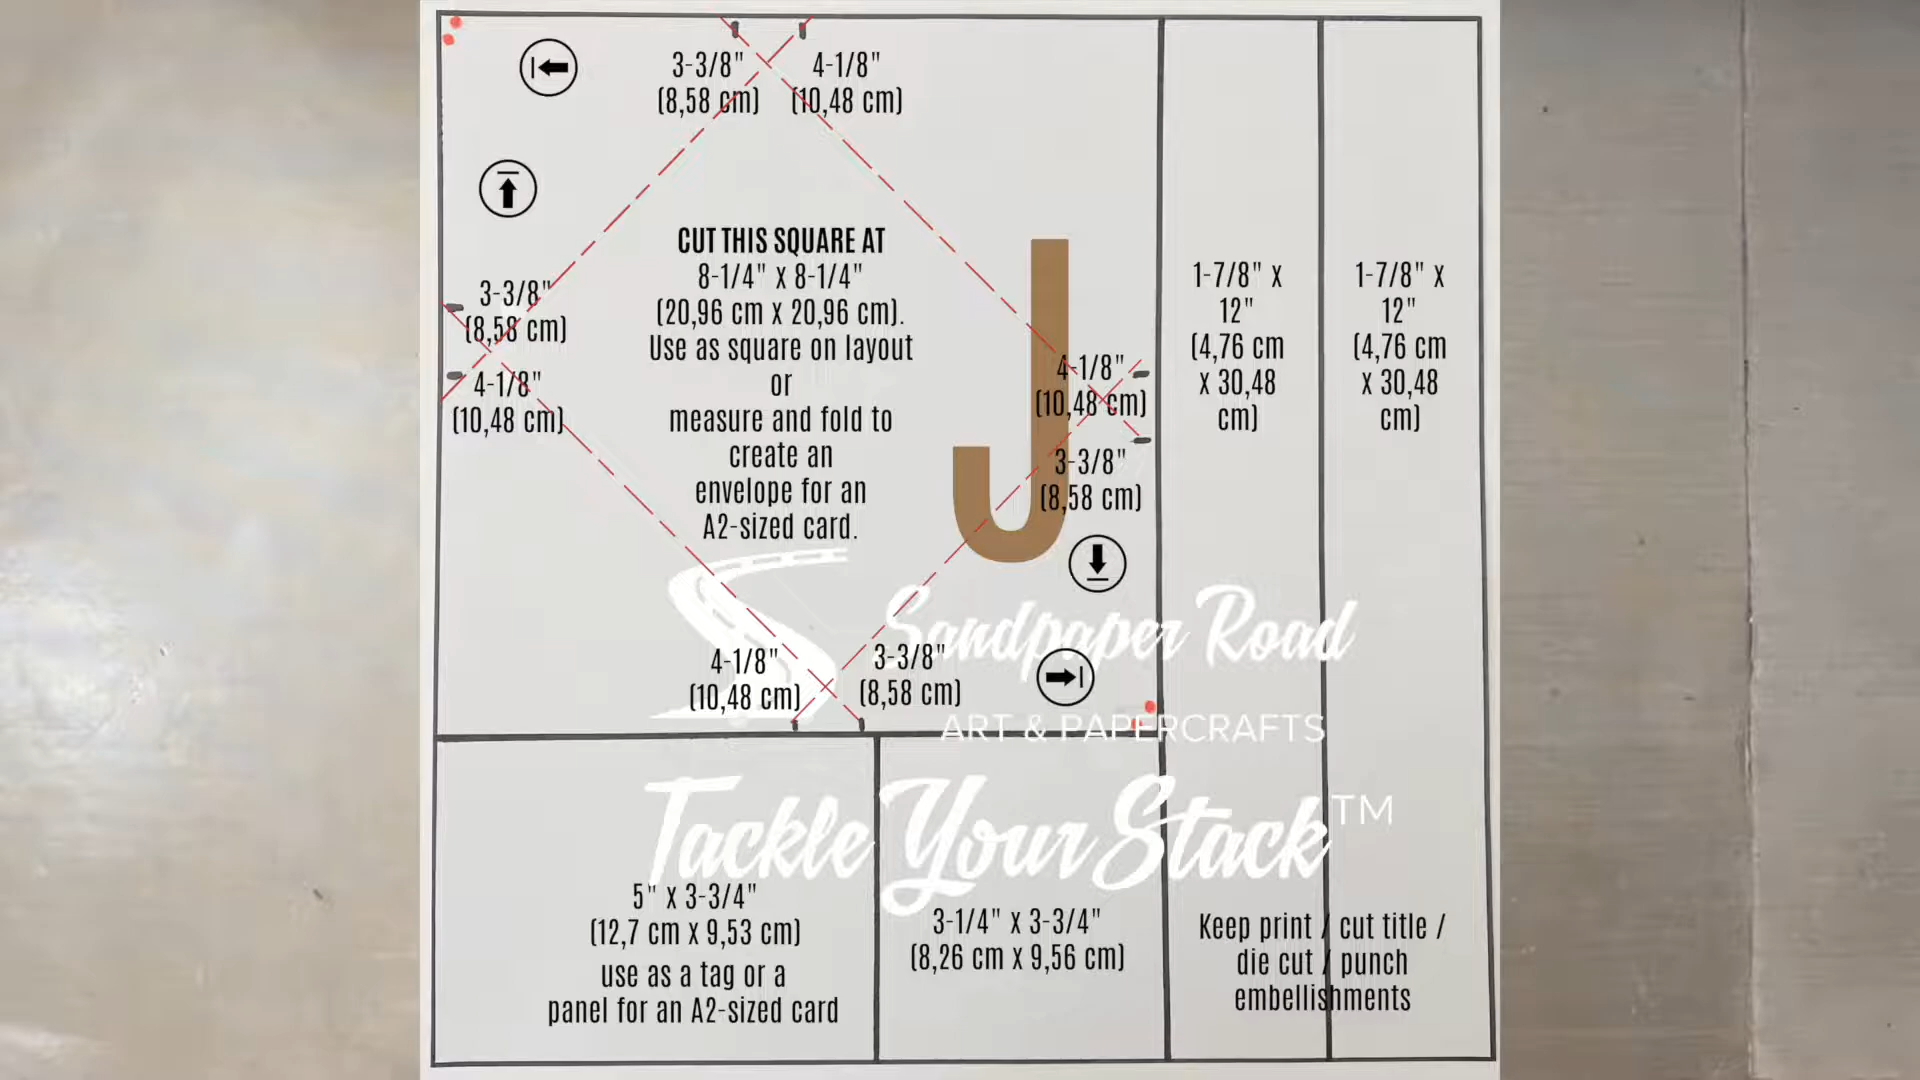 3-3/8"
(8,58 cm)
4-1/8"
(10,48 cm)
CUT THIS SQUARE AT
8-1/4" X 8-1/4"
(20,96 cm x 20,96 cm).
Use as square on layout
or
measure and fold to
create an
envelope for an
A2-sized card.
3-3/8"
(8,58 cm)
4-1/8"
(10,48 cm)
J
4-1/8"
(10,48 cm)
3-3/8"
(8,58 cm)
4-1/8"
(10,48 cm)
3-3/8"
(8,58 cm)
1-7/8" X
12"
(4,76 cm
x 30,48
cm)
1-7/8" X
12"
(4,76 cm
x 30,48
cm)
Sandpaper Road
ART & PAPERCRAFTS
Tackle Your Stack™
5" X 3-3/4"
(12,7 cm x 9,53 cm)
use as a tag or a
panel for an A2-sized card
3-1/4" X 3-3/4"
(8,26 cm x 9,56 cm)
Keep print / cut title /
die cut / punch
embellishments